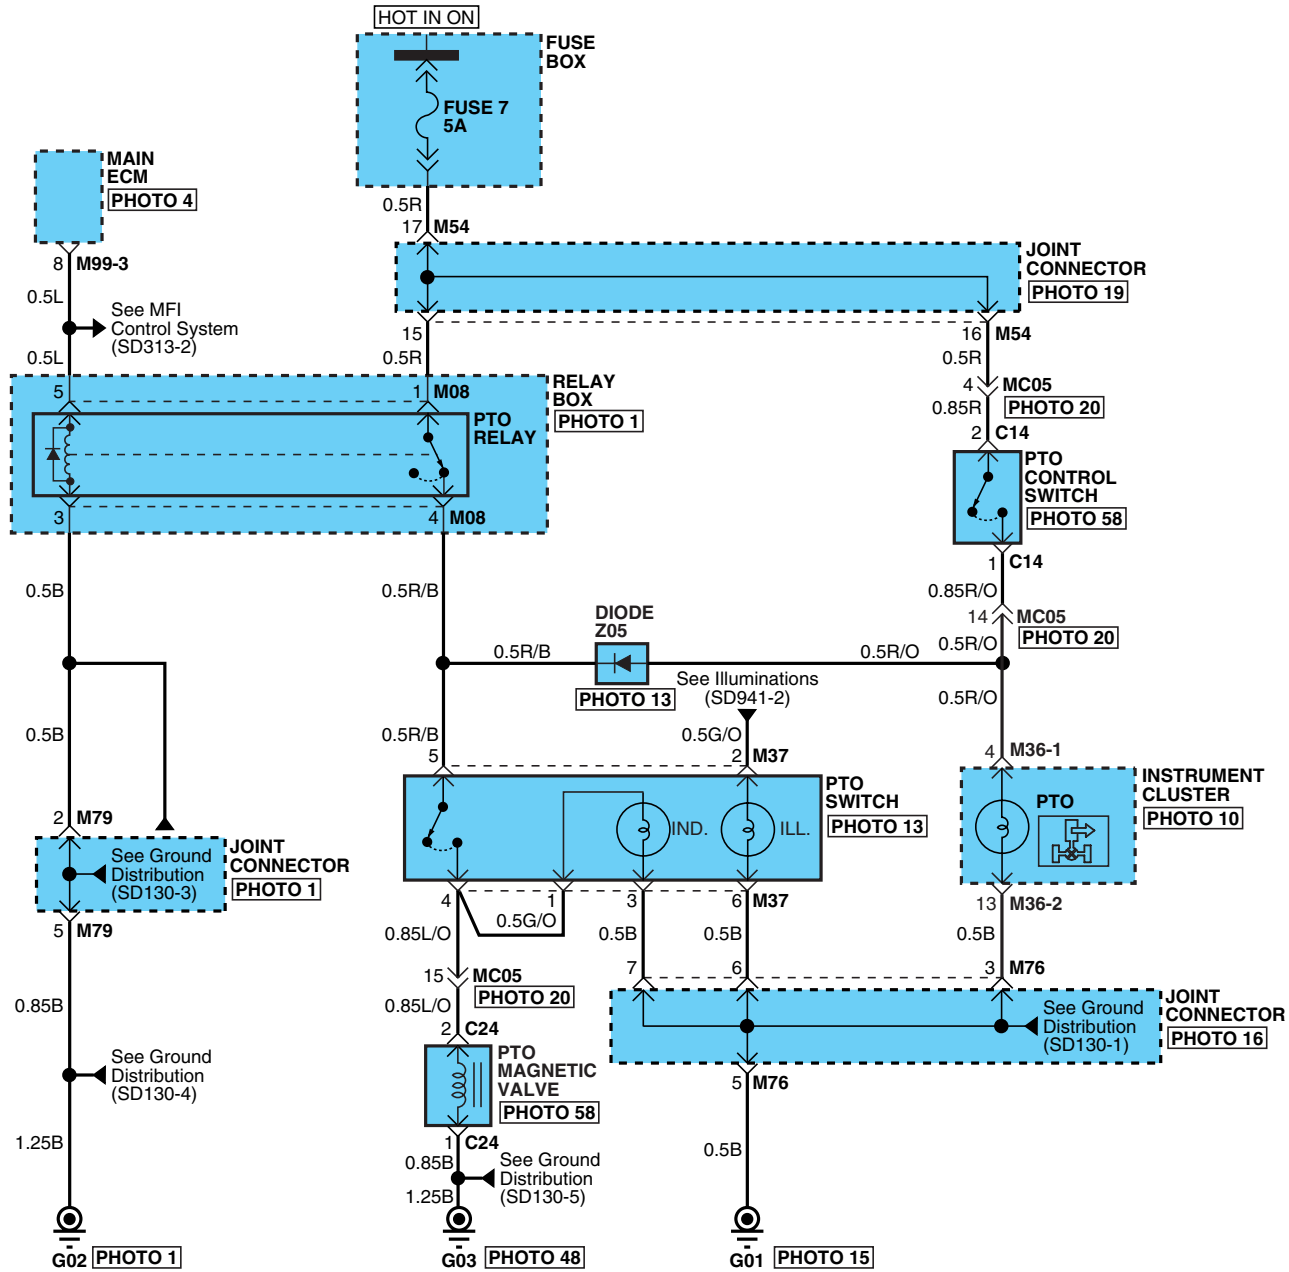 HOT IN ON
FUSE
BOX
FUSE 7
5A
MAIN
ECM
PHOTO 4
0.5R
17 M54
8 M99-3
JOINT
CONNECTOR
PHOTO 19
0.5L
See MFI
Control System
(SD313-2)
15
16 M54
0.5L
0.5R
0.5R
4 MC05
PHOTO 20
0.85R
5
1 M08
RELAY
BOX
PHOTO 1
PTO
RELAY
2 C14
PTO
CONTROL
SWITCH
PHOTO 58
3
4 M08
1 C14
0.5B
0.5R/B
0.85R/O
DIODE
Z05
14 MC05
PHOTO 20
0.5R/B
0.5R/O
0.5R/O
PHOTO 13
See Illuminations
(SD941-2)
0.5R/O
0.5B
0.5R/B
0.5G/O
5
2 M37
4 M36-1
PTO
SWITCH
PHOTO 13
INSTRUMENT
CLUSTER
PHOTO 10
PTO
IND.
ILL.
2 M79
See Ground
Distribution
(SD130-3)
JOINT
CONNECTOR
PHOTO 1
4
1
3
6 M37
13 M36-2
5 M79
0.5G/O
0.85L/O
0.5B
0.5B
0.5B
15 MC05
PHOTO 20
7
6
3 M76
0.85B
0.85L/O
See Ground
Distribution
(SD130-1)
JOINT
CONNECTOR
PHOTO 16
2 C24
PTO
MAGNETIC
VALVE
PHOTO 58
See Ground
Distribution
(SD130-4)
5 M76
1.25B
1 C24
0.85B
See Ground
Distribution
(SD130-5)
0.5B
1.25B
G02 PHOTO 1
G03 PHOTO 48
G01 PHOTO 15